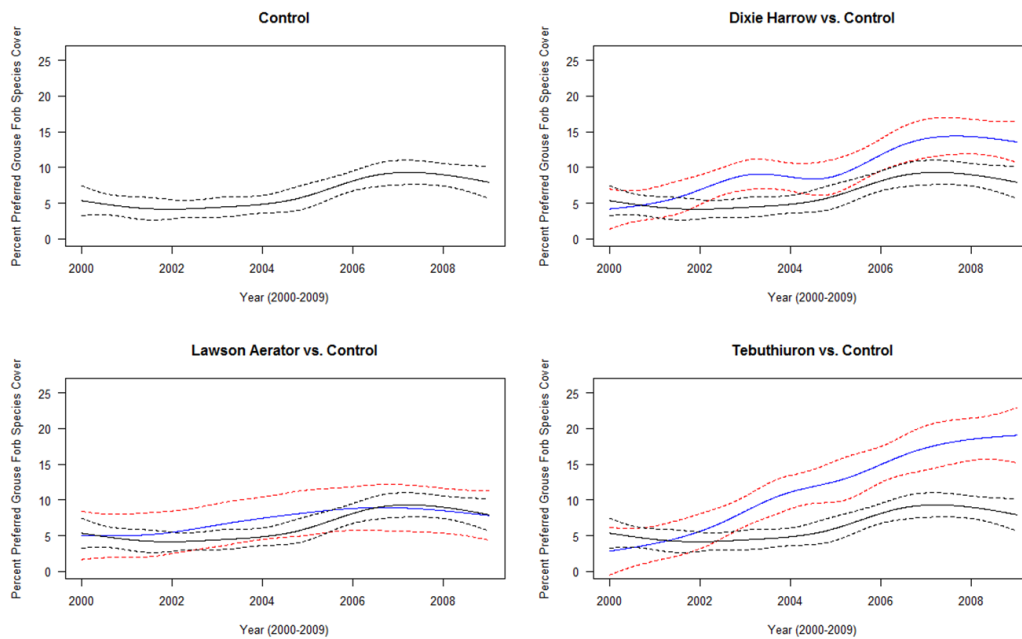 Control
Percent Preferred Grouse Forb Species Cover
25
20
15
10
5
0
2000 2002 2004 2006 2008
Year (2000-2009)
Dixie Harrow vs. Control
Percent Preferred Grouse Forb Species Cover
25
20
15
10
5
0
2000 2002 2004 2006 2008
Year (2000-2009)
Lawson Aerator vs. Control
Percent Preferred Grouse Forb Species Cover
25
20
15
10
5
0
2000 2002 2004 2006 2008
Year (2000-2009)
Tebuthiuron vs. Control
Percent Preferred Grouse Forb Species Cover
25
20
15
10
5
0
2000 2002 2004 2006 2008
Year (2000-2009)